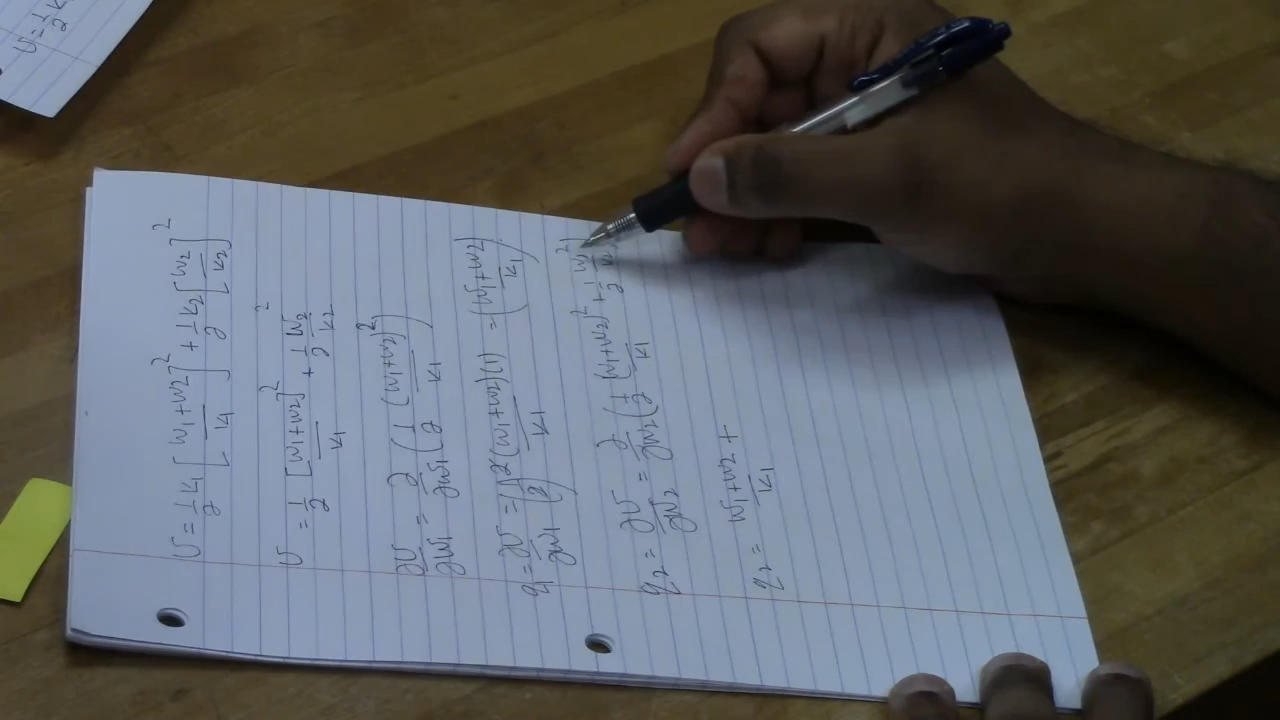 U = 1/2 k
U = 1/2 k1 [ (w1+w2)/k1 ]^2 + 1/2 k2 [ w2/k2 ]^2
U = 1/2 [w1+w2]^2/k1 + 1/2 w2^2/k2
∂U/∂w1 = ∂/∂w1 ( 1/2 (w1+w2)^2/k1 )
q1 = ∂U/∂w1 = ( 1/2 ) 2(w1+w2)(1)/k1 = ( (w1+w2)/k1 )
q2 = ∂U/∂w2 = ∂/∂w2 ( 1/2 (w1+w2)^2/k1 + 1/2 w2^2/k2 )
q2 = (w1+w2)/k1 +